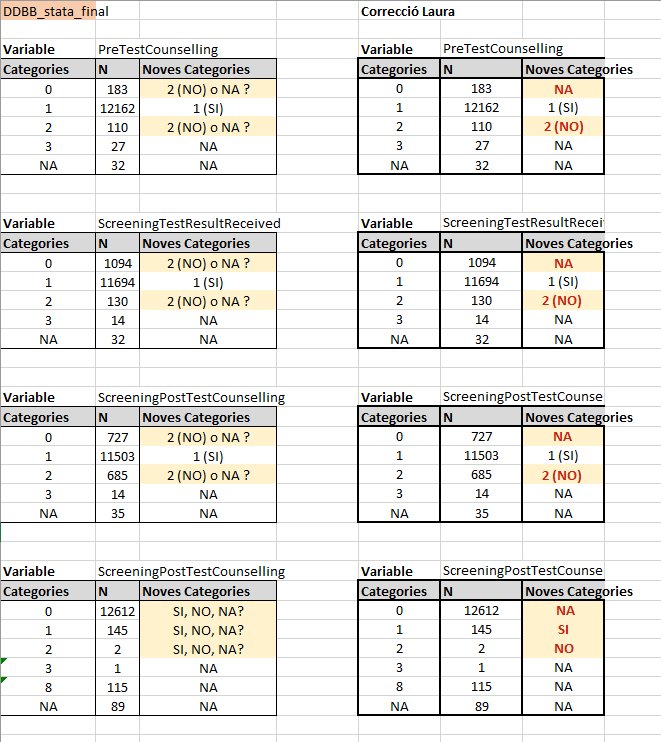 DDBB_stata_final Correcció Laura
Variable PreTestCounselling Variable PreTestCounselling
Categories N Noves Categories Categories N Noves Categories
0 183 2 (NO) o NA ? 0 183 NA
1 12162 1 (SI) 1 12162 1 (SI)
2 110 2 (NO) o NA ? 2 110 2 (NO)
3 27 NA 3 27 NA
NA 32 NA NA 32 NA
Variable ScreeningTestResultReceived Variable ScreeningTestResultRecei
Categories N Noves Categories Categories N Noves Categories
0 1094 2 (NO) o NA ? 0 1094 NA
1 11694 1 (SI) 1 11694 1 (SI)
2 130 2 (NO) o NA ? 2 130 2 (NO)
3 14 NA 3 14 NA
NA 32 NA NA 32 NA
Variable ScreeningPostTestCounselling Variable ScreeningPostTestCounse
Categories N Noves Categories Categories N Noves Categories
0 727 2 (NO) o NA ? 0 727 NA
1 11503 1 (SI) 1 11503 1 (SI)
2 685 2 (NO) o NA ? 2 685 2 (NO)
3 14 NA 3 14 NA
NA 35 NA NA 35 NA
Variable ScreeningPostTestCounselling Variable ScreeningPostTestCounse
Categories N Noves Categories Categories N Noves Categories
0 12612 SI, NO, NA? 0 12612 NA
1 145 SI, NO, NA? 1 145 SI
2 2 SI, NO, NA? 2 2 NO
3 1 NA 3 1 NA
8 115 NA 8 115 NA
NA 89 NA NA 89 NA